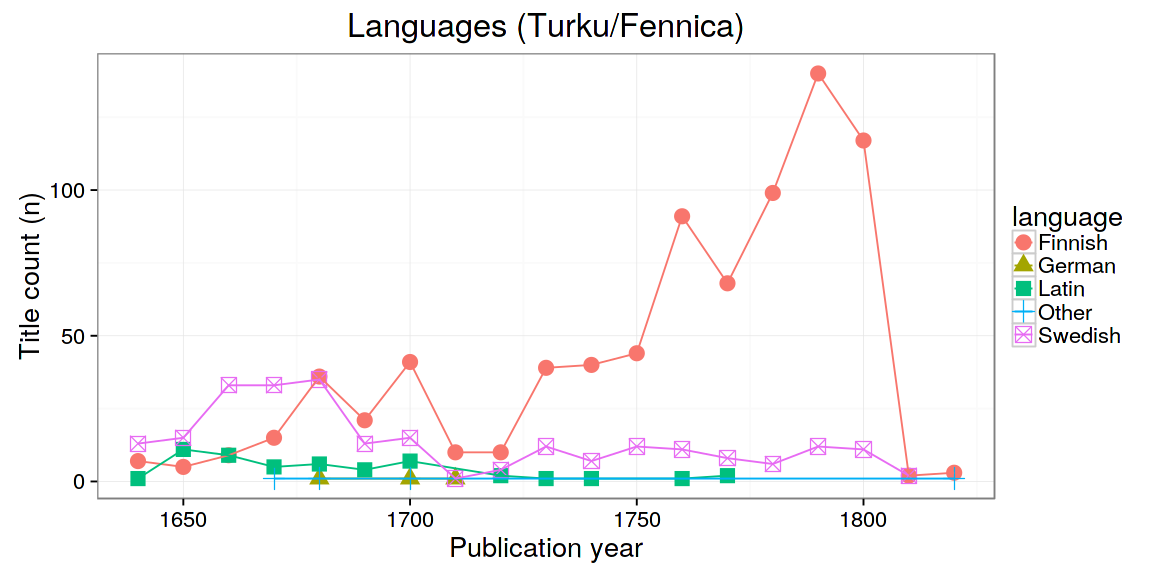 Languages (Turku/Fennica)
Title count (n)
100
50
0
1650
1700
1750
1800
Publication year
language
Finnish
German
Latin
Other
Swedish